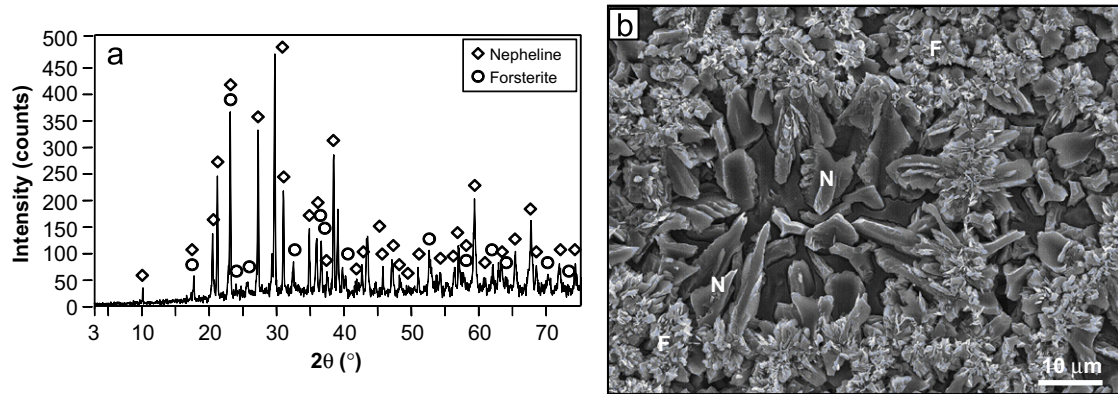 a
Intensity (counts)
500
450
400
350
300
250
200
150
100
50
0
3 10 20 30 40 50 60 70
2θ (°)
Nepheline
Forsterite
b
F
N
N
F
10 μm